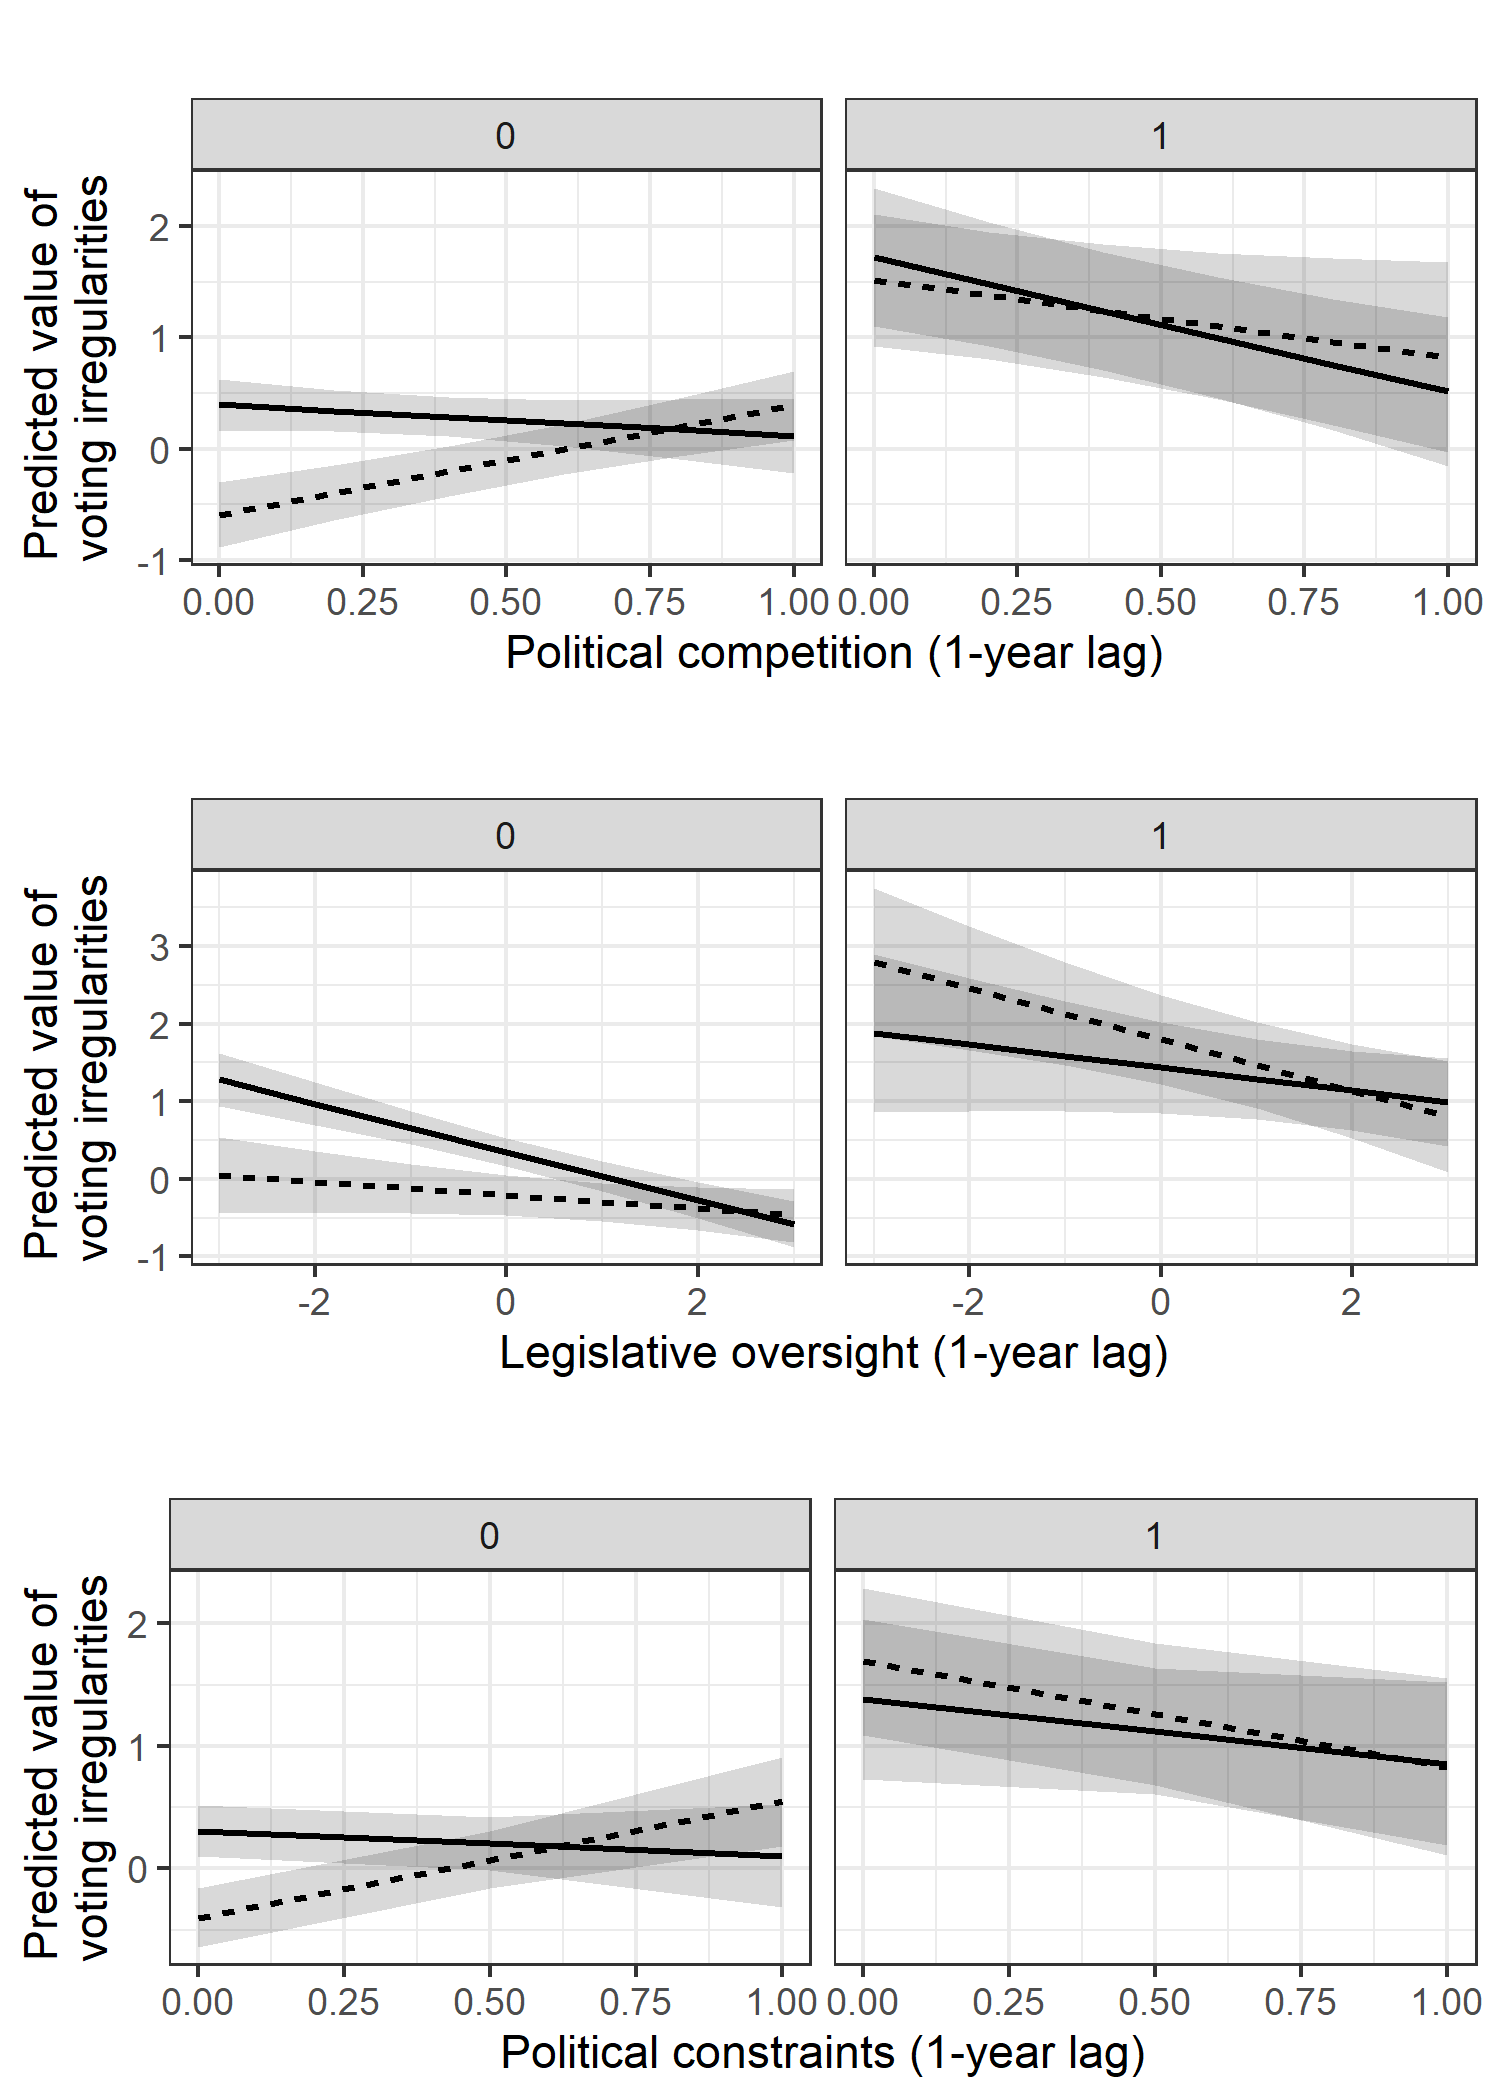 0 1
Predicted value of
voting irregularities
2
1
0
-1
0.00 0.25 0.50 0.75 1.00 0.00 0.25 0.50 0.75 1.00
Political competition (1-year lag)
0 1
Predicted value of
voting irregularities
3
2
1
0
-1
-2 0 2 -2 0 2
Legislative oversight (1-year lag)
0 1
Predicted value of
voting irregularities
2
1
0
0.00 0.25 0.50 0.75 1.00 0.00 0.25 0.50 0.75 1.00
Political constraints (1-year lag)